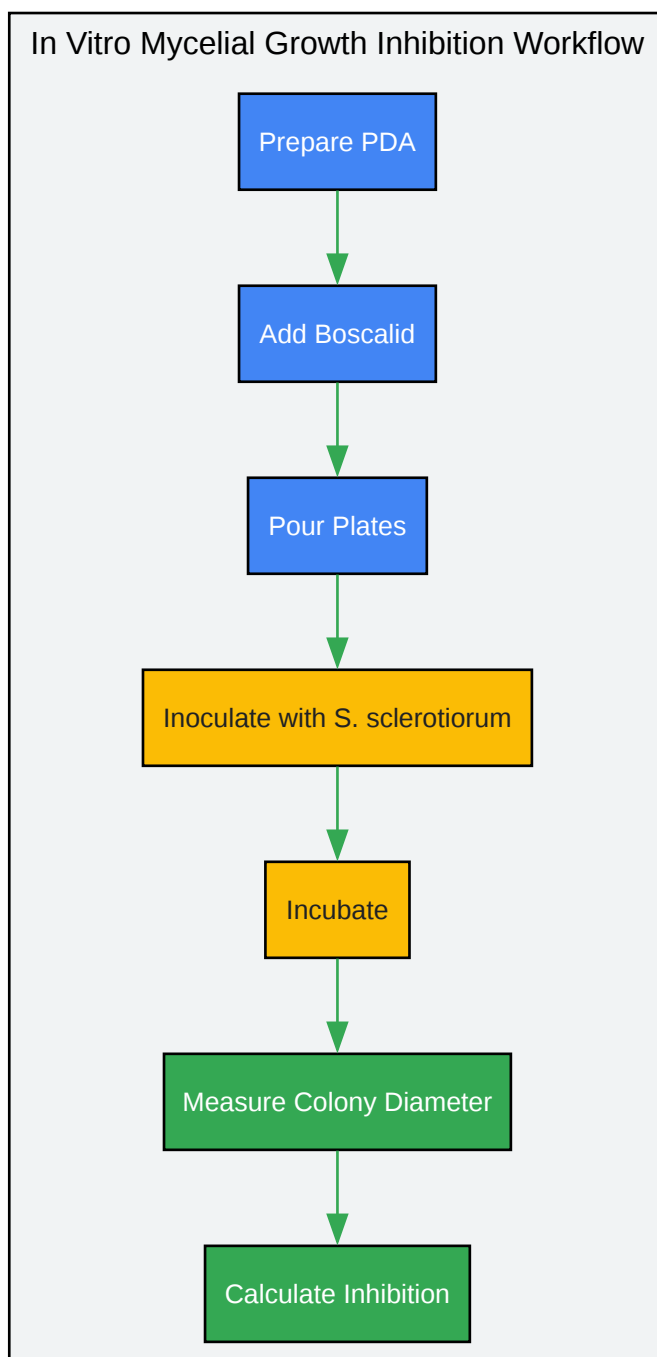 In Vitro Mycelial Growth Inhibition Workflow
Prepare PDA
Add Boscalid
Pour Plates
Inoculate with S. sclerotiorum
Incubate
Measure Colony Diameter
Calculate Inhibition